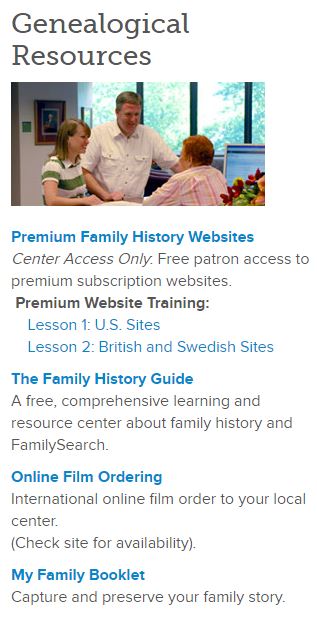 Genealogical
Resources
Premium Family History Websites
Center Access Only: Free patron access to
premium subscription websites.
Premium Website Training:
Lesson 1: U.S. Sites
Lesson 2: British and Swedish Sites
The Family History Guide
A free, comprehensive learning and
resource center about family history and
FamilySearch.
Online Film Ordering
International online film order to your local
center.
(Check site for availability).
My Family Booklet
Capture and preserve your family story.